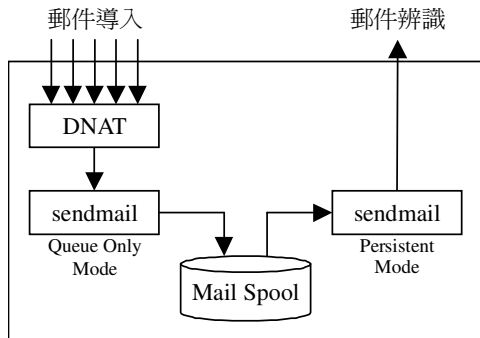 郵件導入
郵件辨識
DNAT
sendmail
Queue Only
Mode
sendmail
Persistent
Mode
Mail Spool